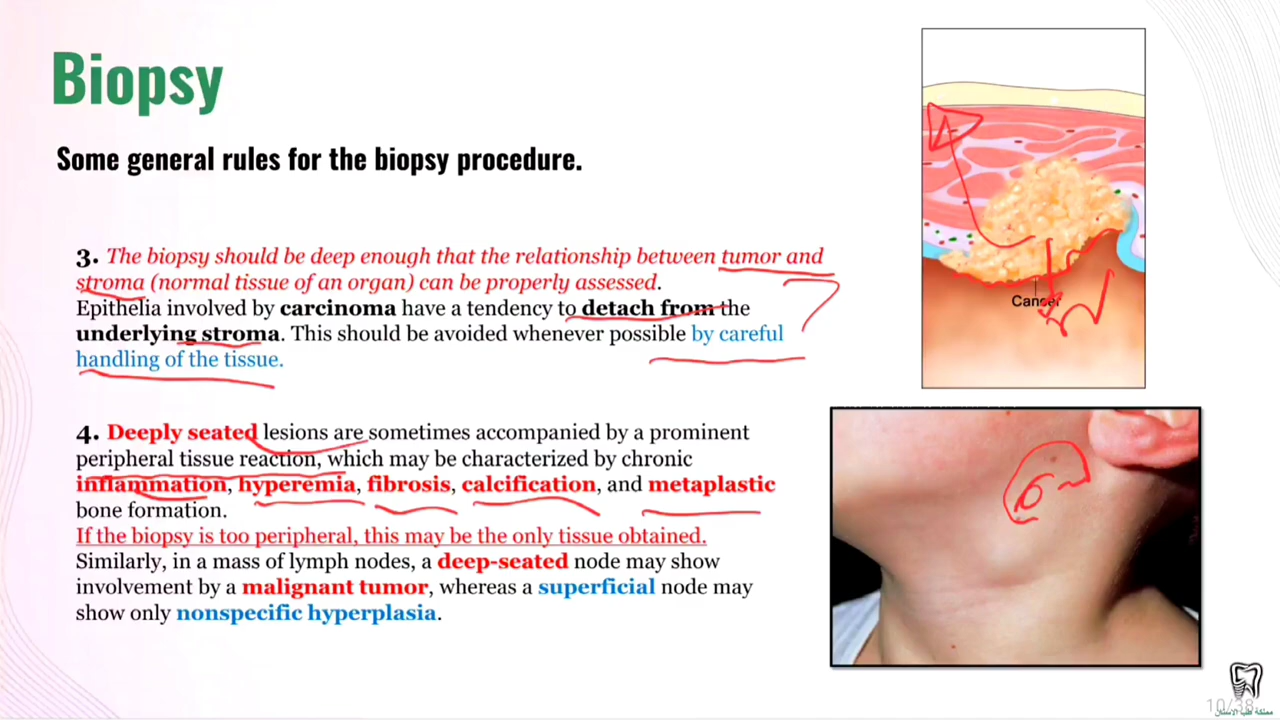 Biopsy
Some general rules for the biopsy procedure.
3. The biopsy should be deep enough that the relationship between tumor and
stroma (normal tissue of an organ) can be properly assessed.
Epithelia involved by carcinoma have a tendency to detach from the
underlying stroma. This should be avoided whenever possible by careful
handling of the tissue.
4. Deeply seated lesions are sometimes accompanied by a prominent
peripheral tissue reaction, which may be characterized by chronic
inflammation, hyperemia, fibrosis, calcification, and metaplastic
bone formation.
If the biopsy is too peripheral, this may be the only tissue obtained.
Similarly, in a mass of lymph nodes, a deep-seated node may show
involvement by a malignant tumor, whereas a superficial node may
show only nonspecific hyperplasia.
Cancer
10/38
مملكة طب الاسنان